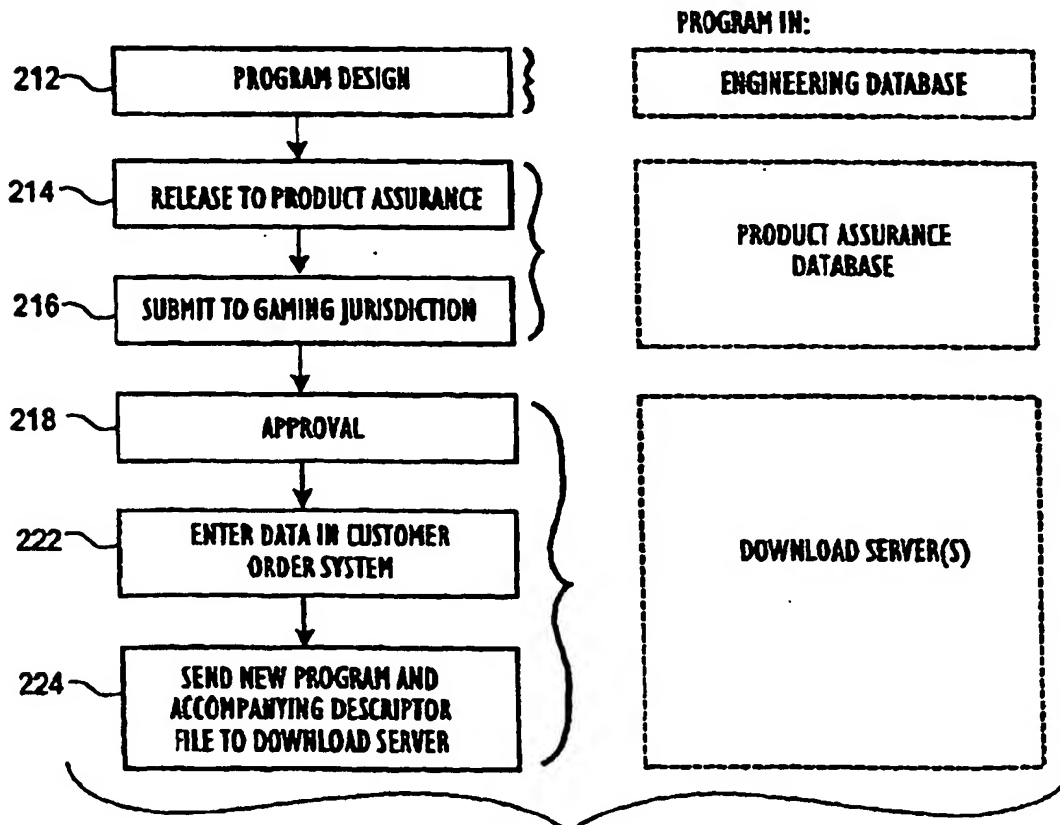 PROGRAM IN:
212
PROGRAM DESIGN
ENGINEERING DATABASE
214
RELEASE TO PRODUCT ASSURANCE
PRODUCT ASSURANCE
DATABASE
216
SUBMIT TO GAMING JURISDICTION
218
APPROVAL
222
ENTER DATA IN CUSTOMER
ORDER SYSTEM
DOWNLOAD SERVER(S)
224
SEND NEW PROGRAM AND
ACCOMPANYING DESCRIPTOR
FILE TO DOWNLOAD SERVER